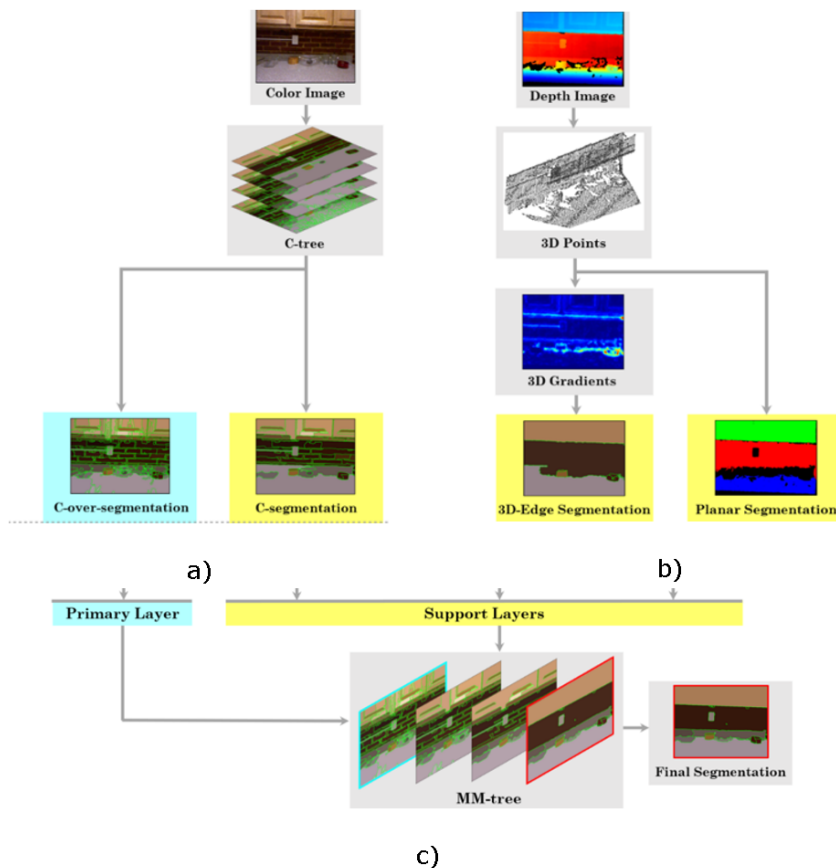 Color Image
Depth Image
C-tree
3D Points
3D Gradients
C-over-segmentation
C-segmentation
3D-Edge Segmentation
Planar Segmentation
a)
b)
Primary Layer
Support Layers
MM-tree
Final Segmentation
c)